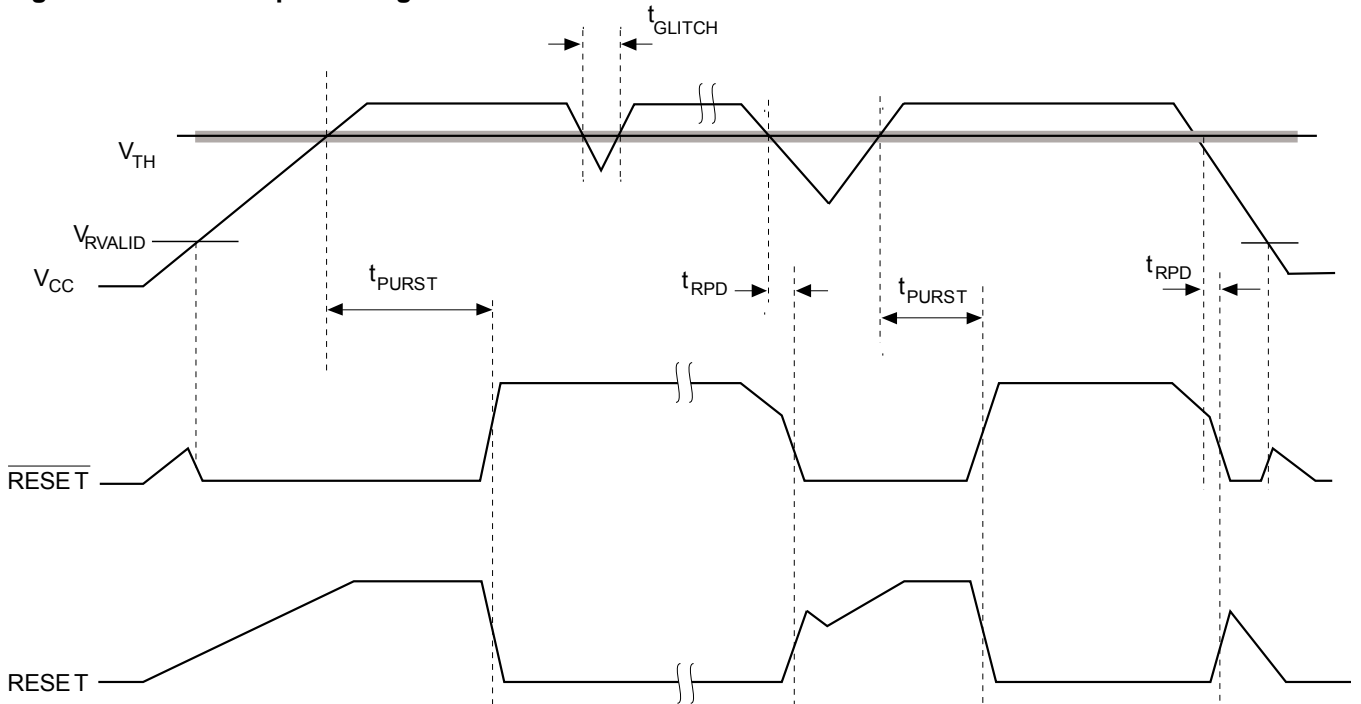 t_GLITCH
V_TH
V_RVALID
V_CC
t_PURST
t_RPD
t_PURST
t_RPD
RESET
RESET